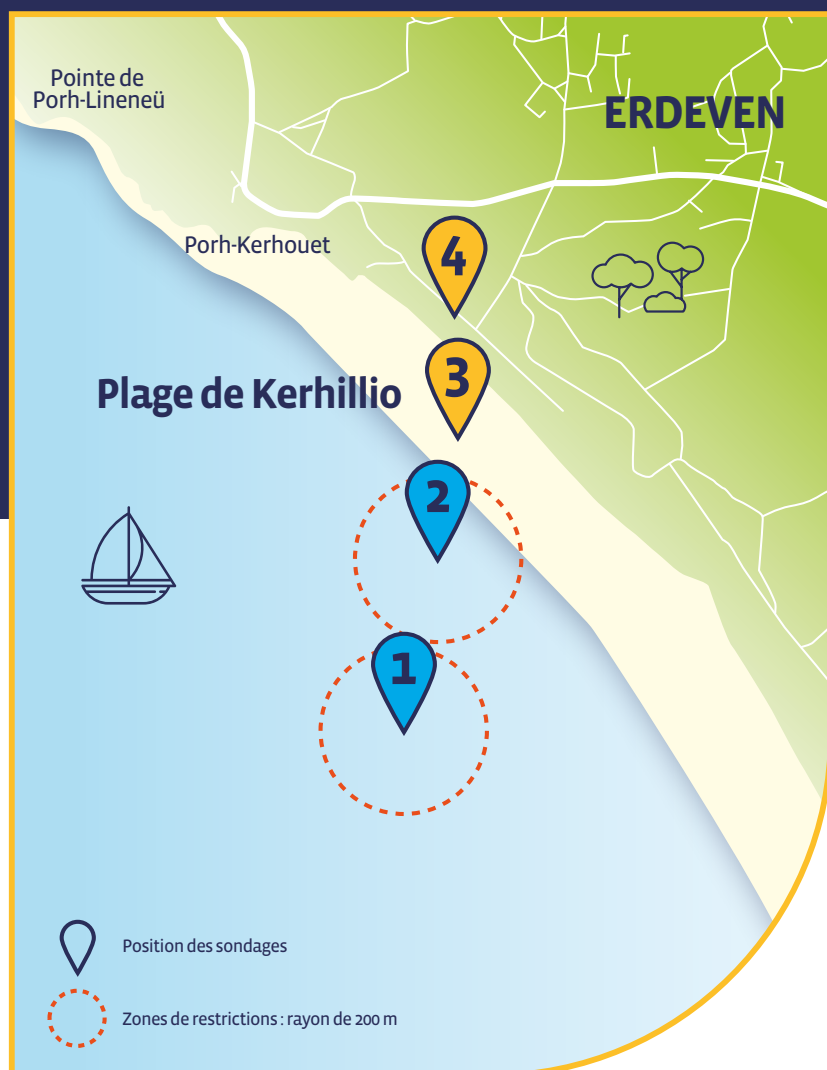 Pointe de
Porh-Lineneü
ERDEVEN
Porh-Kerhouet
4
Plage de Kerhillio
3
2
1
Position des sondages
Zones de restrictions : rayon de 200 m